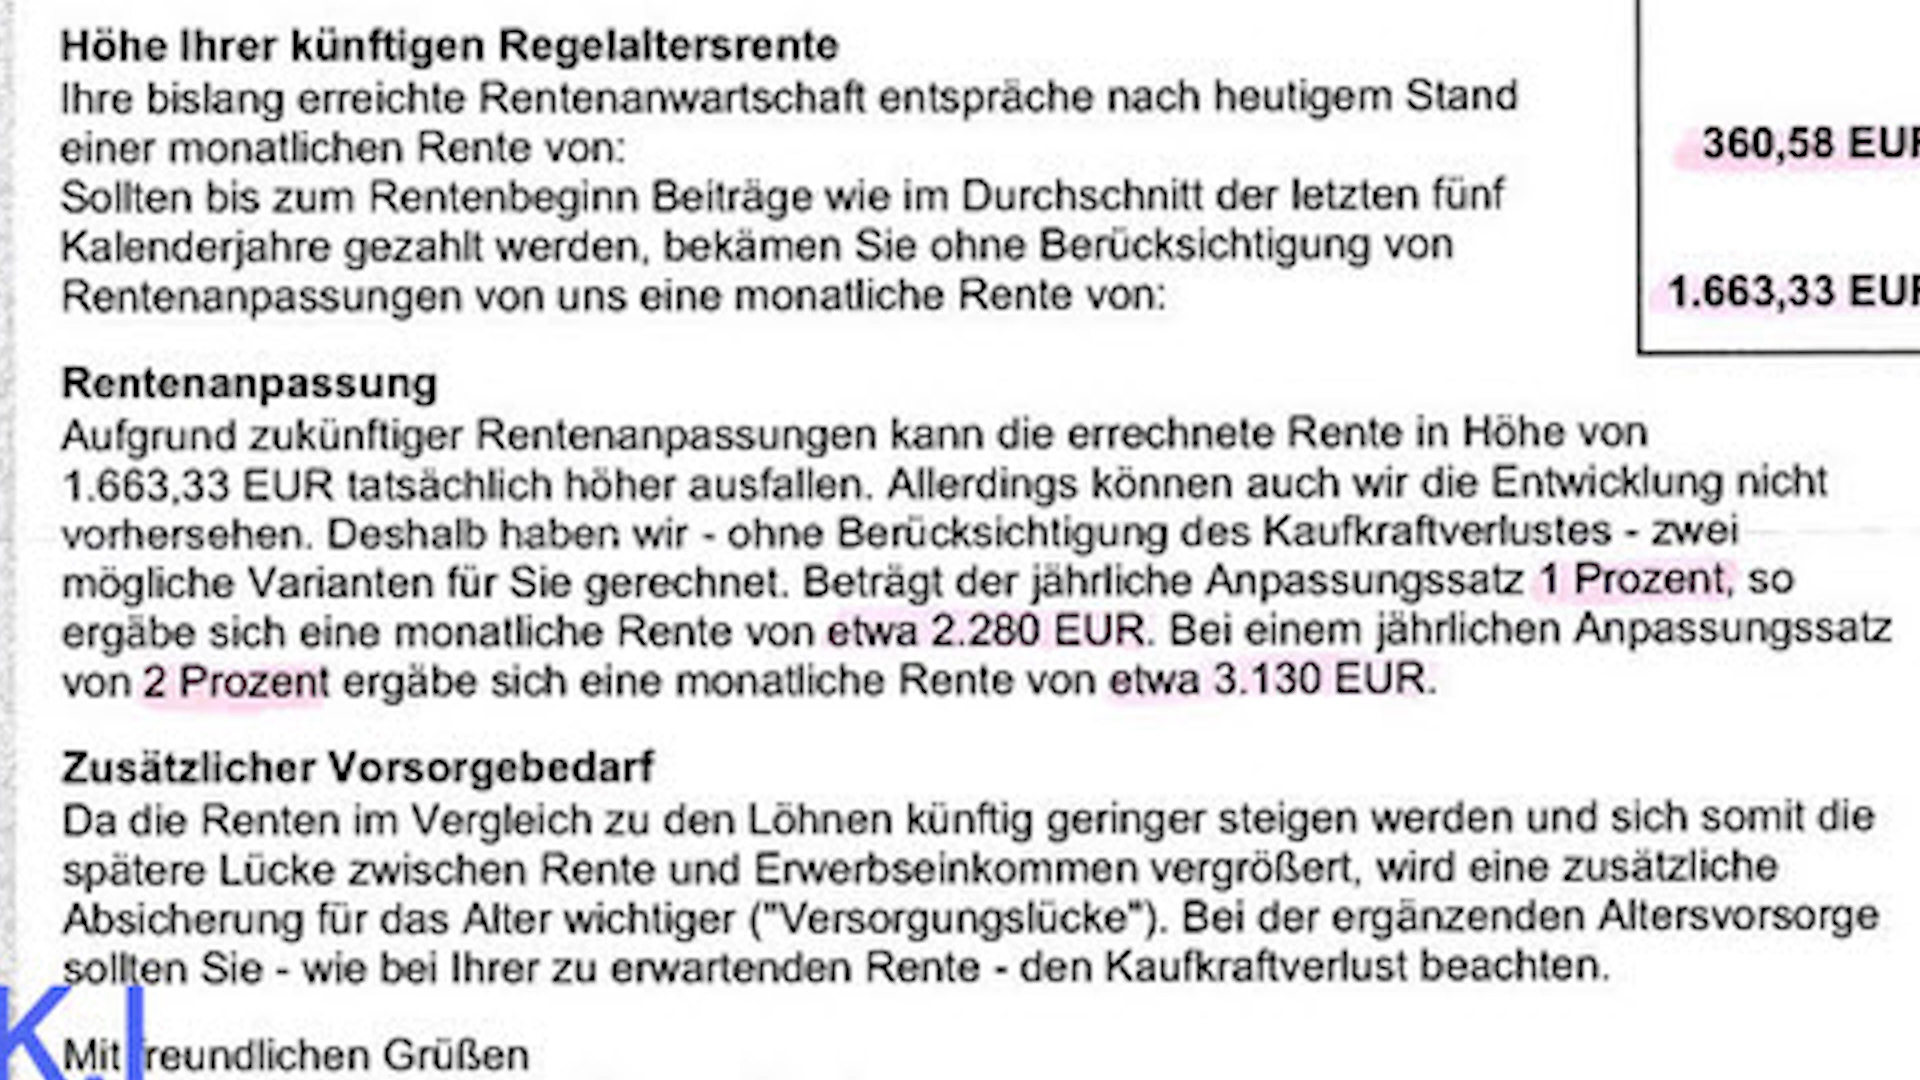 Höhe Ihrer künftigen Regelaltersrente
Ihre bislang erreichte Rentenanwartschaft entspräche nach heutigem Stand
einer monatlichen Rente von:
360,58 EUR
Sollten bis zum Rentenbeginn Beiträge wie im Durchschnitt der letzten fünf
Kalenderjahre gezahlt werden, bekämen Sie ohne Berücksichtigung von
Rentenanpassungen von uns eine monatliche Rente von:
1.663,33 EUR
Rentenanpassung
Aufgrund zukünftiger Rentenanpassungen kann die errechnete Rente in Höhe von
1.663,33 EUR tatsächlich höher ausfallen. Allerdings können auch wir die Entwicklung nicht
vorhersehen. Deshalb haben wir - ohne Berücksichtigung des Kaufkraftverlustes - zwei
mögliche Varianten für Sie gerechnet. Beträgt der jährliche Anpassungssatz 1 Prozent, so
ergäbe sich eine monatliche Rente von etwa 2.280 EUR. Bei einem jährlichen Anpassungssatz
von 2 Prozent ergäbe sich eine monatliche Rente von etwa 3.130 EUR.
Zusätzlicher Vorsorgebedarf
Da die Renten im Vergleich zu den Löhnen künftig geringer steigen werden und sich somit die
spätere Lücke zwischen Rente und Erwerbseinkommen vergrößert, wird eine zusätzliche
Absicherung für das Alter wichtiger ("Versorgungslücke"). Bei der ergänzenden Altersvorsorge
sollten Sie - wie bei Ihrer zu erwartenden Rente - den Kaufkraftverlust beachten.
Mit freundlichen Grüßen